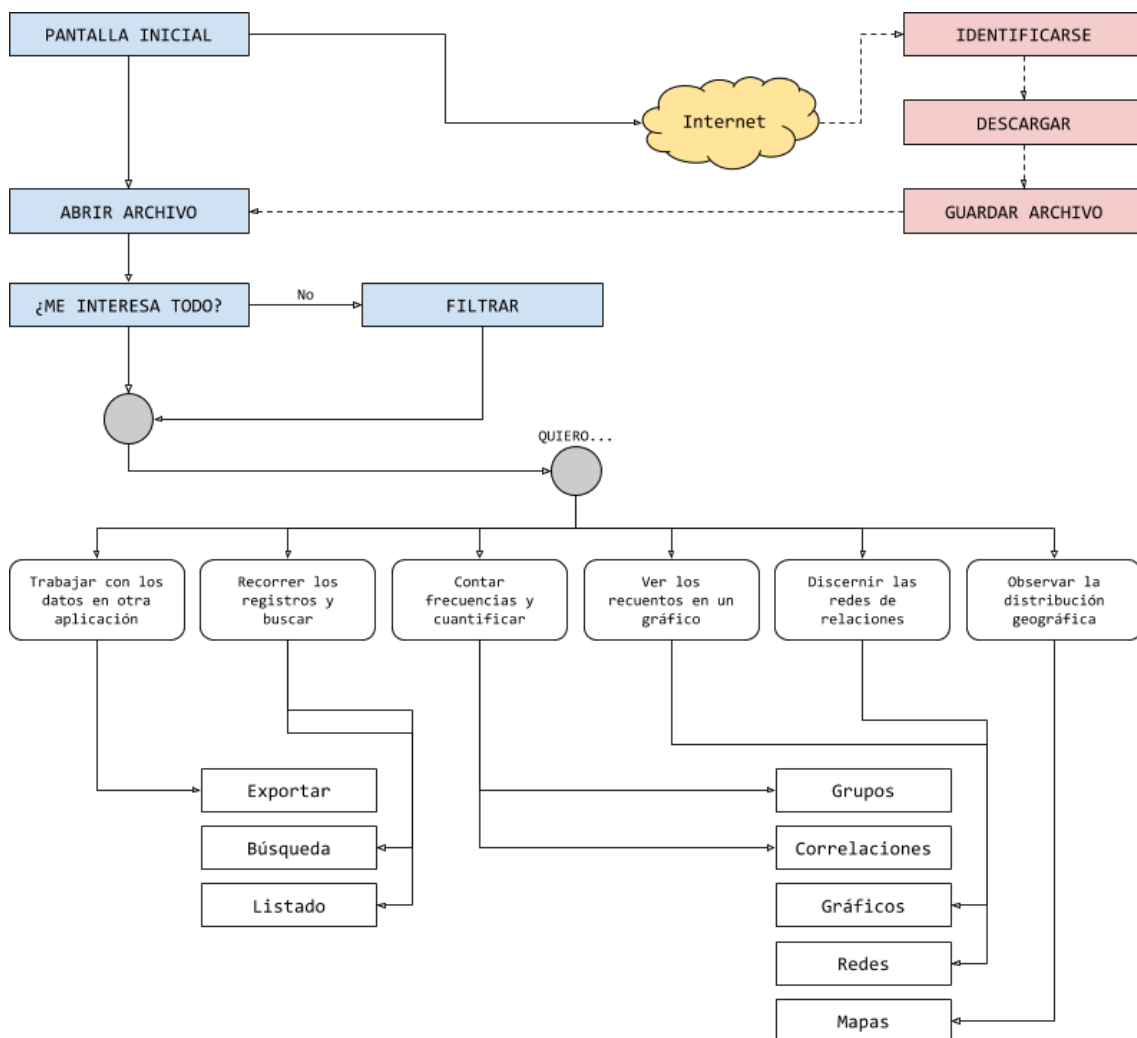 PANTALLA INICIAL
IDENTIFICARSE
Internet
DESCARGAR
ABRIR ARCHIVO
GUARDAR ARCHIVO
¿ME INTERESA TODO?
No
FILTRAR
QUIERO...
Trabajar con los
datos en otra
aplicación
Recorrer los
registros y
buscar
Contar
frecuencias y
cuantificar
Ver los
recuentos en un
gráfico
Discernir las
redes de
relaciones
Observar la
distribución
geográfica
Exportar
Búsqueda
Listado
Grupos
Correlaciones
Gráficos
Redes
Mapas